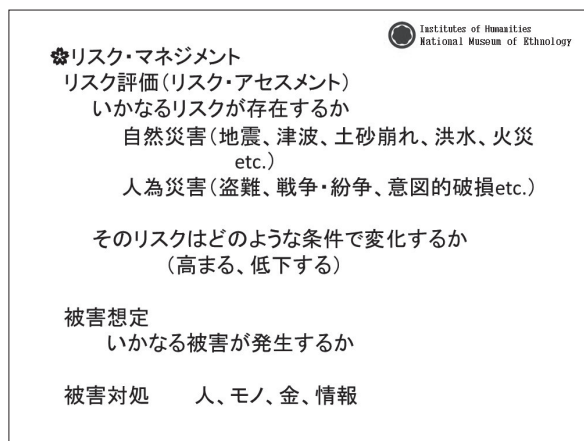 Institutes of Humanities
National Museum of Ethnology
リスク・マネジメント
リスク評価(リスク・アセスメント)
いかなるリスクが存在するか
自然災害(地震、津波、土砂崩れ、洪水、火災
etc.)
人為災害(盗難、戦争・紛争、意図的破損etc.)
そのリスクはどのような条件で変化するか
(高まる、低下する)
被害想定
いかなる被害が発生するか
被害対処 人、モノ、金、情報